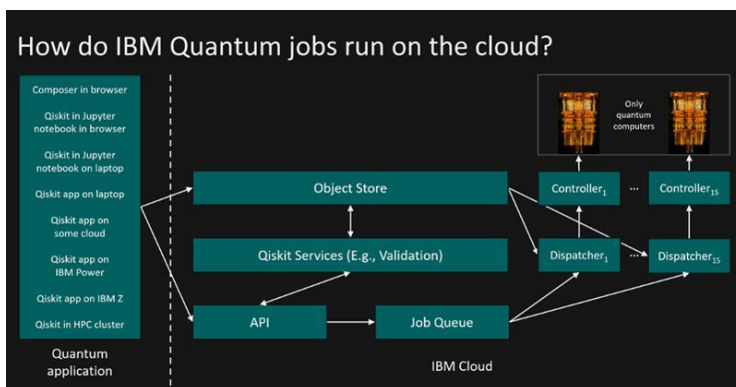 How do IBM Quantum jobs run on the cloud?
Composer in browser
Qiskit in Jupyter
notebook in browser
Qiskit in Jupyter
notebook on laptop
Qiskit app on laptop
Qiskit app on
some cloud
Qiskit app on
IBM Power
Qiskit app on IBM Z
Qiskit in HPC cluster
Quantum
application
Only
quantum
computers
Object Store
Controller₁
...
Controller₁₅
Qiskit Services (E.g., Validation)
Dispatcher₁
...
Dispatcher₁₅
API
Job Queue
IBM Cloud